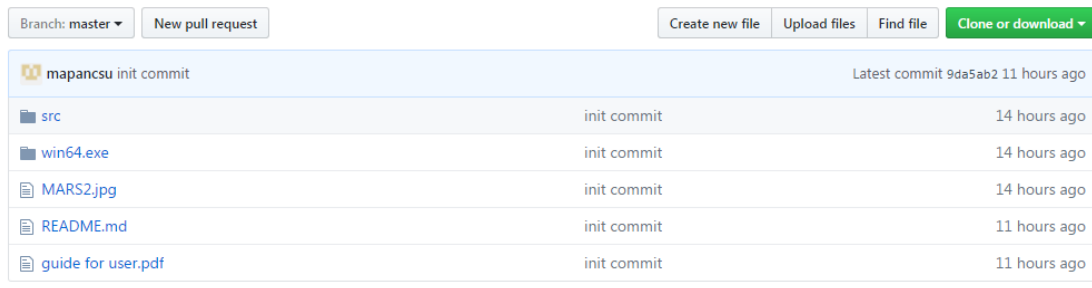 Branch: master New pull request Create new file Upload files Find file Clone or download
mapancsu init commit Latest commit 9da5ab2 11 hours ago
src init commit 14 hours ago
win64.exe init commit 14 hours ago
MARS2.jpg init commit 14 hours ago
README.md init commit 11 hours ago
guide for user.pdf init commit 11 hours ago